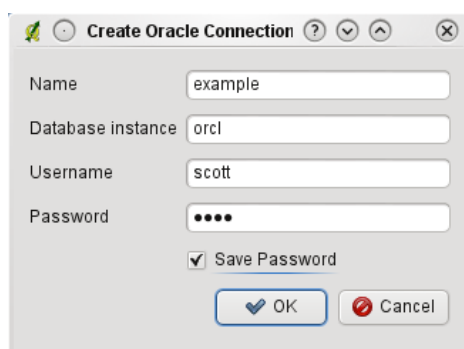 Create Oracle Connection
Name example
Database instance orcl
Username scott
Password ●●●●
Save Password
OK Cancel